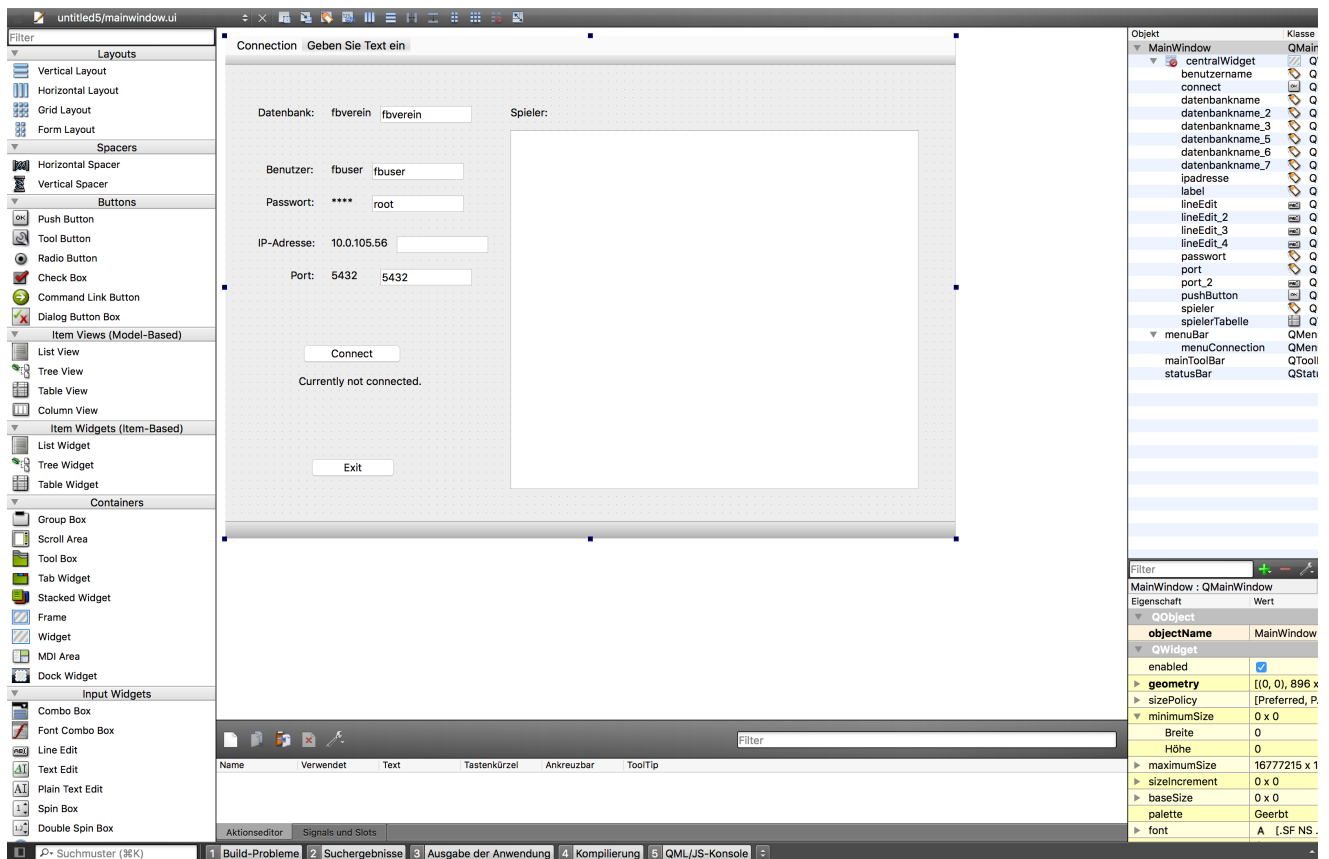 untitled5/mainwindow.ui
Filter
Layouts
Vertical Layout
Horizontal Layout
Grid Layout
Form Layout
Spacers
Horizontal Spacer
Vertical Spacer
Buttons
Push Button
Tool Button
Radio Button
Check Box
Command Link Button
Dialog Button Box
Item Views (Model-Based)
List View
Tree View
Table View
Column View
Item Widgets (Item-Based)
List Widget
Tree Widget
Table Widget
Containers
Group Box
Scroll Area
Tool Box
Tab Widget
Stacked Widget
Frame
Widget
MDI Area
Dock Widget
Input Widgets
Combo Box
Font Combo Box
Line Edit
Text Edit
Plain Text Edit
Spin Box
Double Spin Box
Connection Geben Sie Text ein
Datenbank: fbverein fbverein
Spieler:
Benutzer: fbuser fbuser
Passwort: **** root
IP-Adresse: 10.0.105.56
Port: 5432 5432
Connect
Currently not connected.
Exit
Filter
Name Verwendet Text Tastenkürzel Ankreuzbar ToolTip
Aktionseditor Signals und Slots
Objekt Klasse
MainWindow QMain
centralWidget Q
benutzername Q
connect Q
datenbankname Q
datenbankname_2 Q
datenbankname_3 Q
datenbankname_5 Q
datenbankname_6 Q
datenbankname_7 Q
ipadresse Q
label Q
lineEdit Q
lineEdit_2 Q
lineEdit_3 Q
lineEdit_4 Q
passwort Q
port Q
port_2 Q
pushButton Q
spieler Q
spielerTabelle Q
menuBar QMen
menuConnection QMen
mainToolBar QTool
statusBar QStatu
Filter
MainWindow : QMainWindow
Eigenschaft Wert
QObject
objectName MainWindow
QWidget
enabled
geometry [(0, 0), 896 x
sizePolicy [Preferred, P.
minimumSize 0 x 0
Breite 0
Höhe 0
maximumSize 16777215 x 1
sizeIncrement 0 x 0
baseSize 0 x 0
palette Geerbt
font A [.SF NS .
Suchmuster (⌘K) 1 Build-Probleme 2 Suchergebnisse 3 Ausgabe der Anwendung 4 Kompilierung 5 QML/JS-Konsole